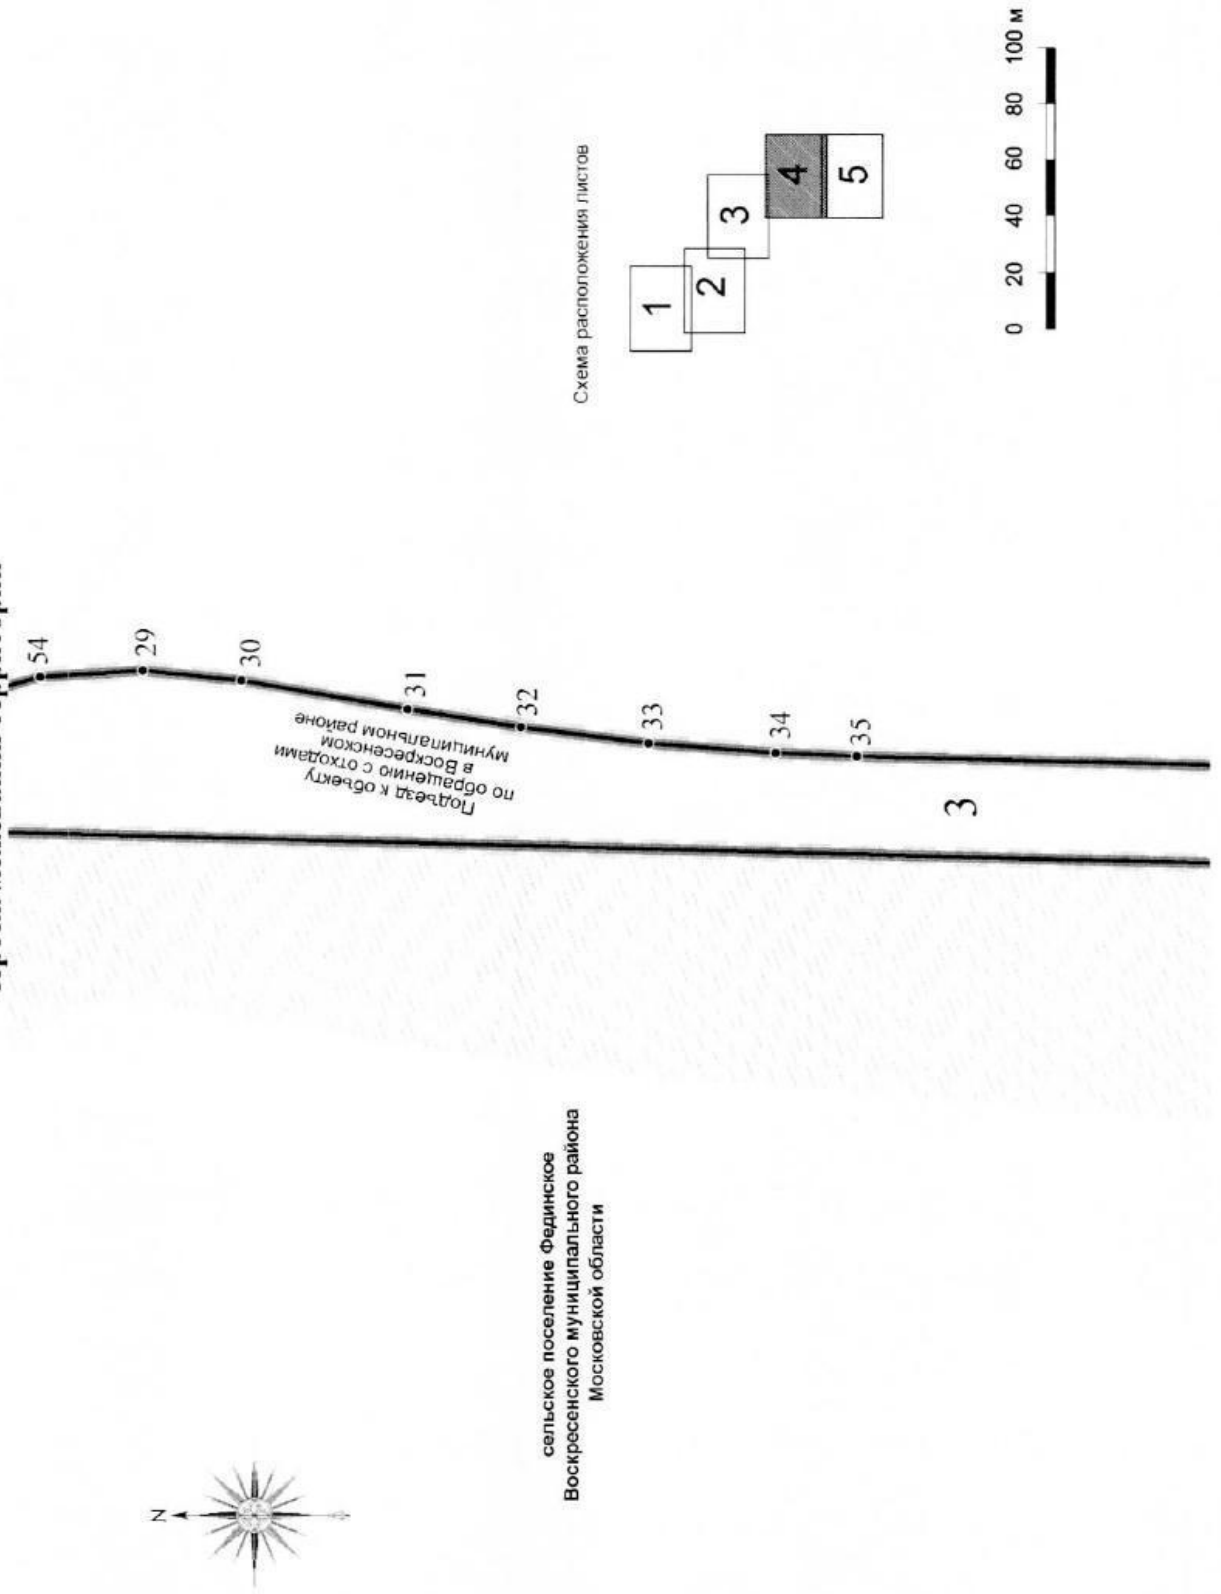 54
29
30
31
32
33
34
35
3
Подъезд к объекту
по обращению с отходами
в Воскресенском
муниципальном районе
N
сельское поселение Фединское
Воскресенского муниципального района
Московской области
Схема расположения листов
1
2
3
4
5
0 20 40 60 80 100 м